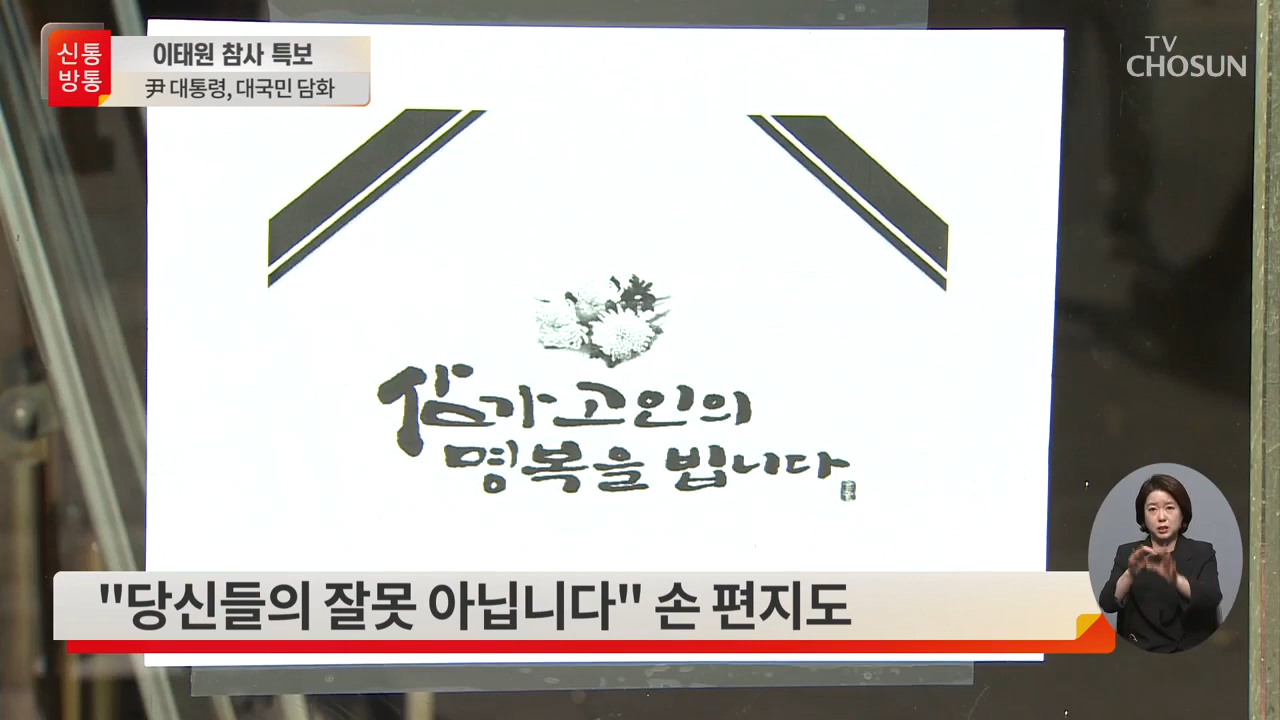 신통
방통
이태원 참사 특보
尹 대통령, 대국민 담화
TV
CHOSUN
삼가 고인의
명복을 빕니다
"당신들의 잘못 아닙니다" 손 편지도